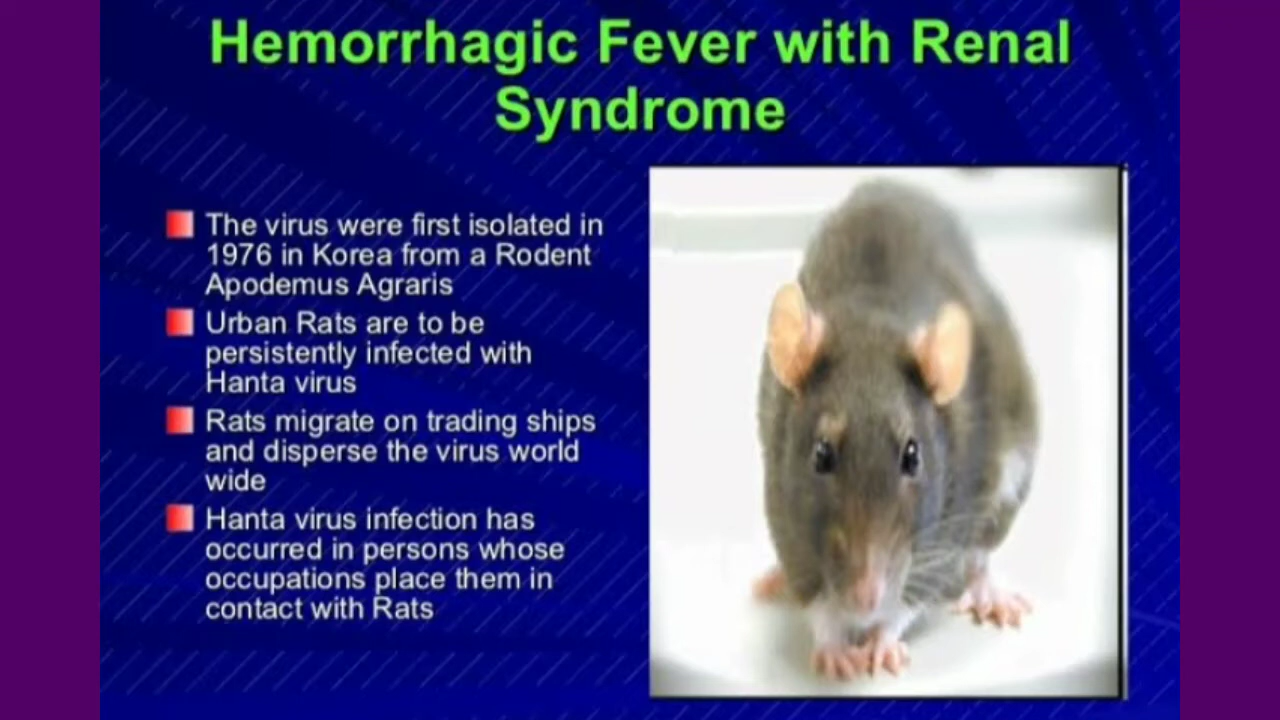 Hemorrhagic Fever with Renal
Syndrome
The virus were first isolated in
1976 in Korea from a Rodent
Apodemus Agraris
Urban Rats are to be
persistently infected with
Hanta virus
Rats migrate on trading ships
and disperse the virus world
wide
Hanta virus infection has
occurred in persons whose
occupations place them in
contact with Rats